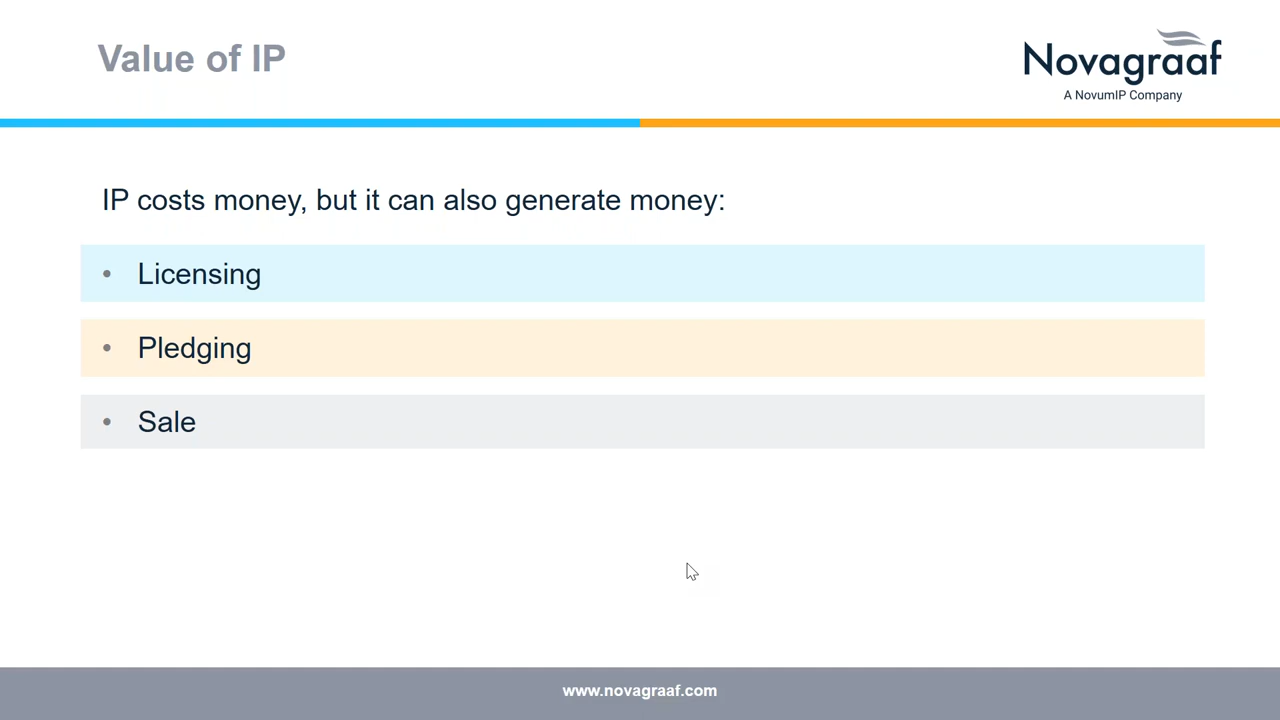 Value of IP
Novagraaf
A NovumIP Company
IP costs money, but it can also generate money:
• Licensing
• Pledging
• Sale
www.novagraaf.com